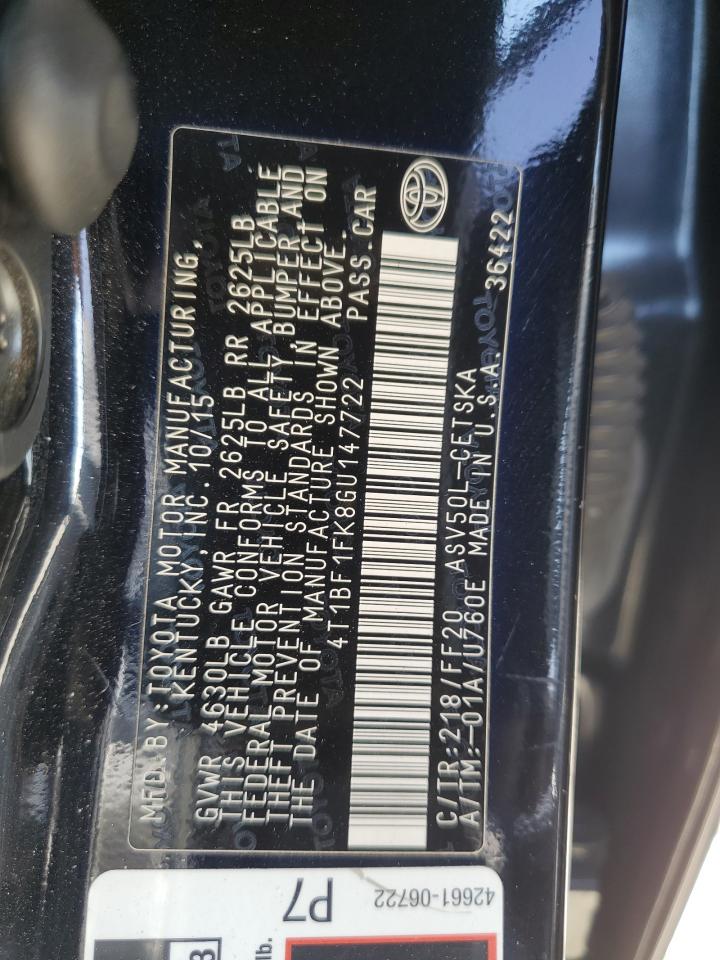 MFD.BY:TOYOTA MOTOR MANUFACTURING,
KENTUCKY,INC. 10/15
GVWR 4630LB GAWR FR 2625LB RR 2625LB
THIS VEHICLE CONFORMS TO ALL APPLICABLE
FEDERAL MOTOR VEHICLE SAFETY,BUMPER,AND
THEFT PREVENTION STANDARDS IN EFFECT ON
THE DATE OF MANUFACTURE SHOWN ABOVE.
4T1BF1FK8GU147722 PASS.CAR
C/TR:218/FF20 ASV50L-CETSKA
A/TM:-01A/U760E MADE IN U.S.A. 36422
P7
42661-06722
lb.